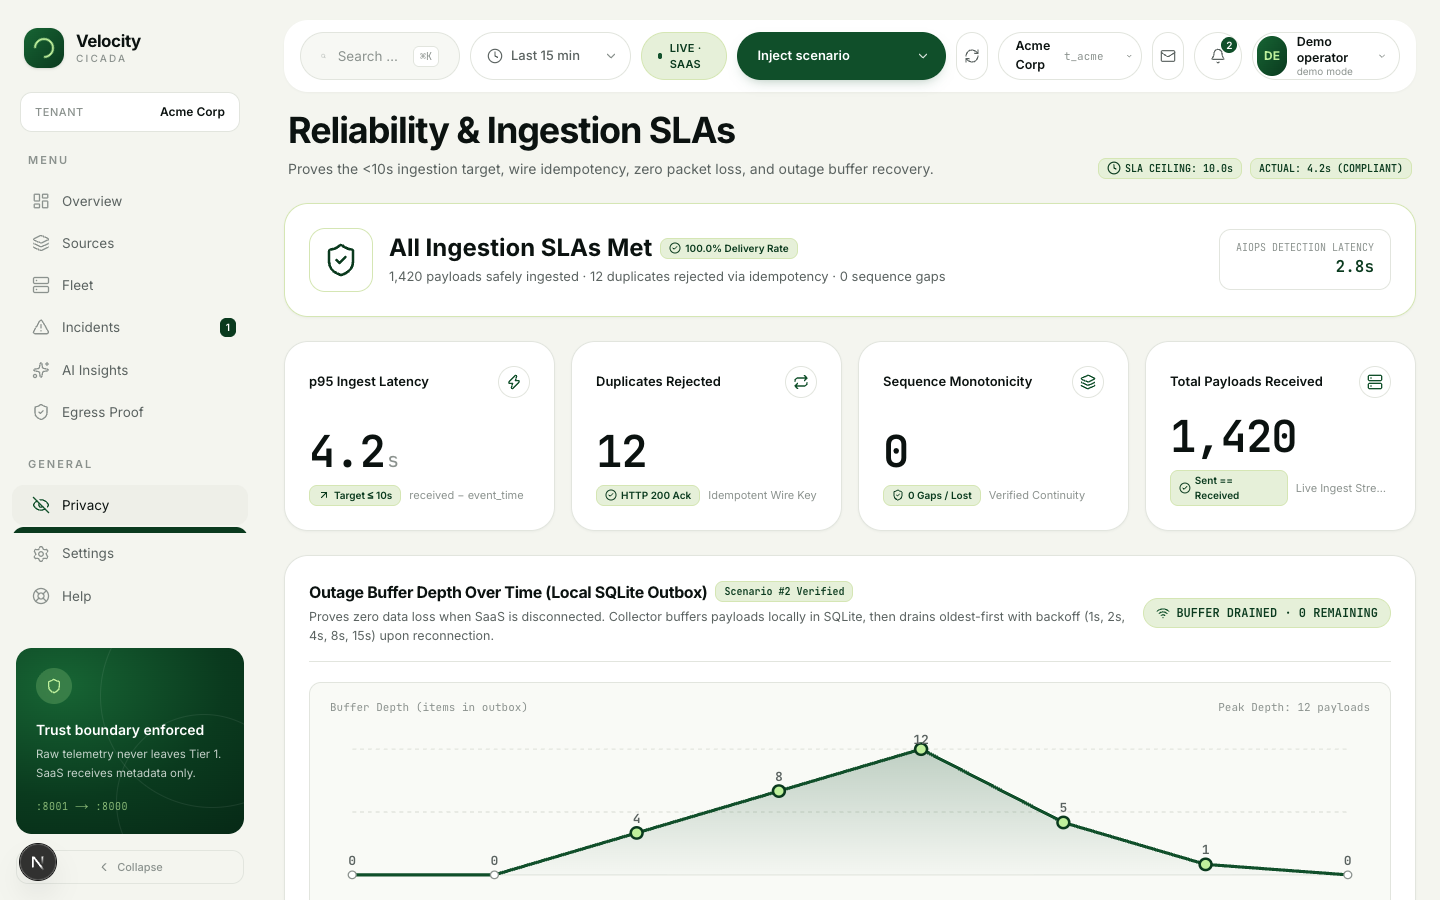 Velocity
CICADA
TENANT Acme Corp
MENU
Overview
Sources
Fleet
Incidents 1
AI Insights
Egress Proof
GENERAL
Privacy
Settings
Help
Trust boundary enforced
Raw telemetry never leaves Tier 1.
SaaS receives metadata only.
:8001 → :8000
N
Collapse
Search ... ⌘K
Last 15 min
LIVE ·
SAAS
Inject scenario
Acme
Corp
t_acme
2
DE
Demo
operator
demo mode
Reliability & Ingestion SLAs
Proves the <10s ingestion target, wire idempotency, zero packet loss, and outage buffer recovery.
SLA CEILING: 10.0s
ACTUAL: 4.2s (COMPLIANT)
All Ingestion SLAs Met
100.0% Delivery Rate
1,420 payloads safely ingested · 12 duplicates rejected via idempotency · 0 sequence gaps
AIOPS DETECTION LATENCY
2.8s
p95 Ingest Latency
4.2s
Target ≤ 10s
received − event_time
Duplicates Rejected
12
HTTP 200 Ack
Idempotent Wire Key
Sequence Monotonicity
0
0 Gaps / Lost
Verified Continuity
Total Payloads Received
1,420
Sent ==
Received
Live Ingest Stre...
Outage Buffer Depth Over Time (Local SQLite Outbox)
Scenario #2 Verified
Proves zero data loss when SaaS is disconnected. Collector buffers payloads locally in SQLite, then drains oldest-first with backoff (1s, 2s,
4s, 8s, 15s) upon reconnection.
BUFFER DRAINED · 0 REMAINING
Buffer Depth (items in outbox)
Peak Depth: 12 payloads
0
0
4
8
12
5
1
0